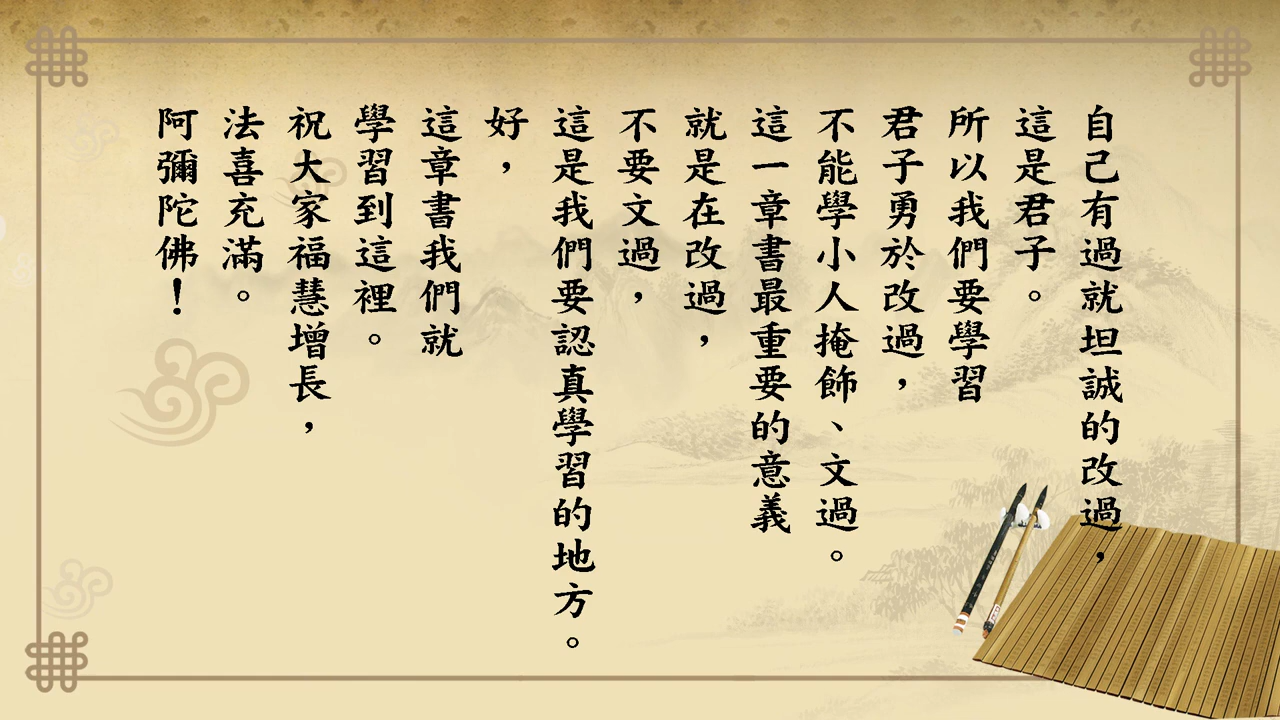 自己有過就坦誠的改過，
這是君子。
所以我們要學習
君子勇於改過，
不能學小人掩飾、文過。
這一章書最重要的意義
就是在改過，
不要文過，
這是我們要認真學習的地方。
好，
這章書我們就
學習到這裡。
祝大家福慧增長，
法喜充滿。
阿彌陀佛！